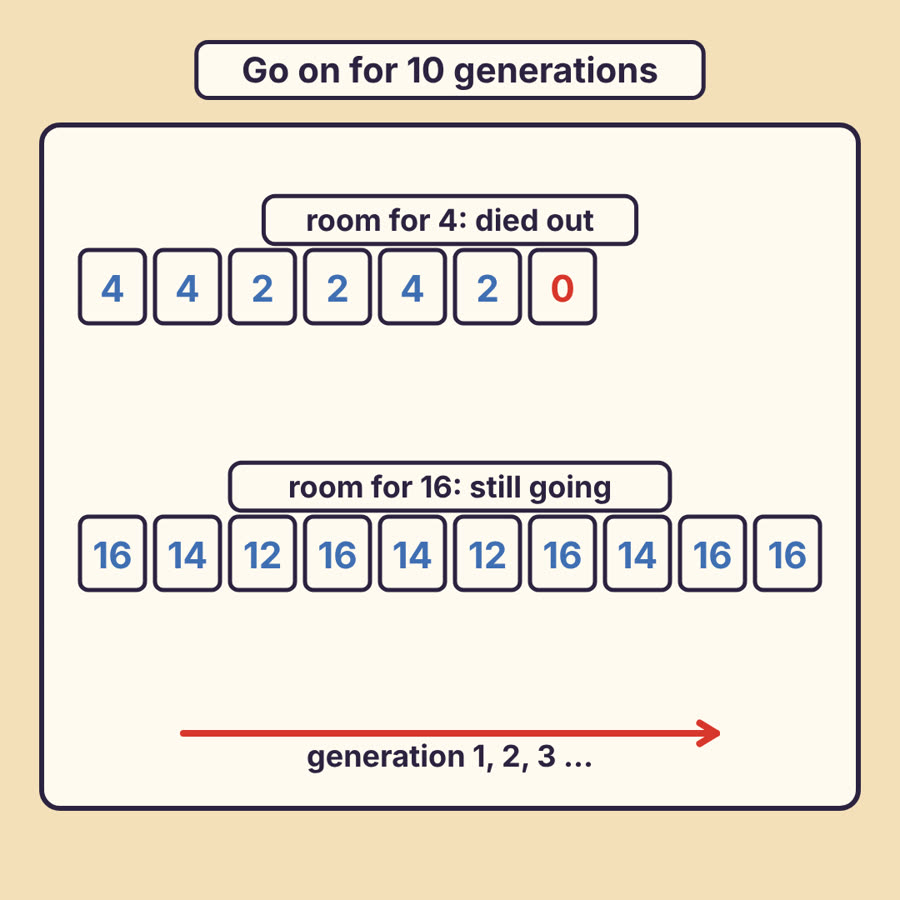 Go on for 10 generations
room for 4: died out
4 4 2 2 4 2 0
room for 16: still going
16 14 12 16 14 12 16 14 16 16
generation 1, 2, 3 ...